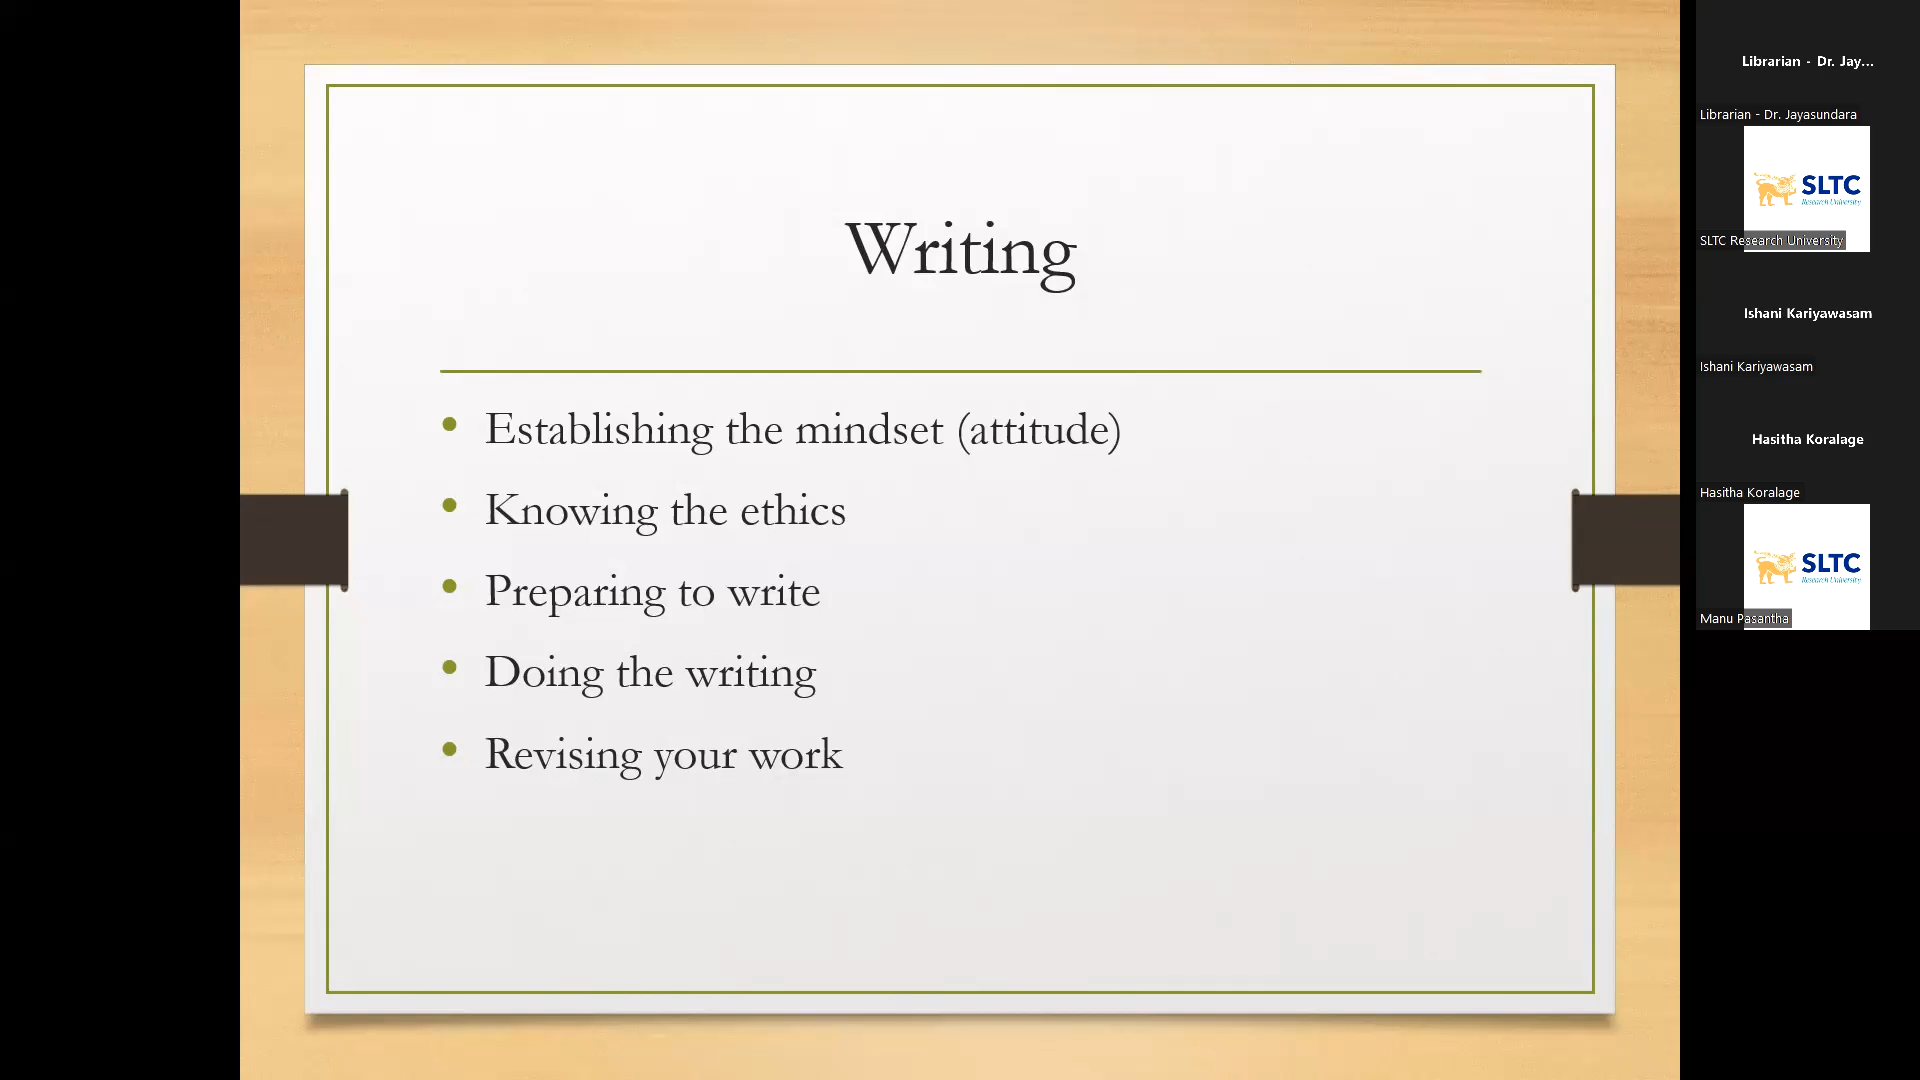 Writing
Establishing the mindset (attitude)
Knowing the ethics
Preparing to write
Doing the writing
Revising your work
Librarian - Dr. Jay...
Librarian - Dr. Jayasundara
SLTC
Research University
SLTC Research University
Ishani Kariyawasam
Ishani Kariyawasam
Hasitha Koralage
Hasitha Koralage
SLTC
Research University
Manu Pasantha